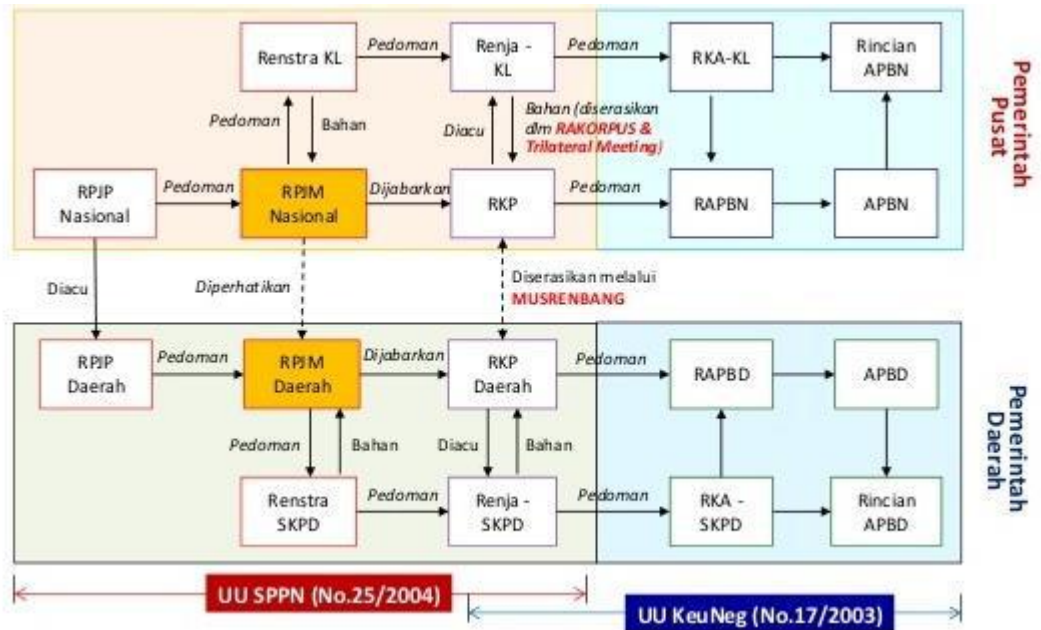 Pedoman
Pedoman
Renstra KL
Renja -
KL
RKA-KL
Rincian
APBN
Pedoman
Bahan
Diacu
Bahan (diserasikan
dlm RAKORPUS &
Trilateral Meeting)
RPJP
Nasional
Pedoman
RPJM
Nasional
Dijabarkan
RKP
Pedoman
RAPBN
APBN
Pemerintah
Pusat
Diacu
Diperhatikan
Diserasikan melalui
MUSRENBANG
RPJP
Daerah
Pedoman
RPJM
Daerah
Dijabarkan
RKP
Daerah
Pedoman
RAPBD
APBD
Pedoman
Bahan
Diacu
Bahan
Renstra
SKPD
Pedoman
Renja -
SKPD
Pedoman
RKA -
SKPD
Rincian
APBD
Pemerintah
Daerah
UU SPPN (No.25/2004)
UU KeuNeg (No.17/2003)